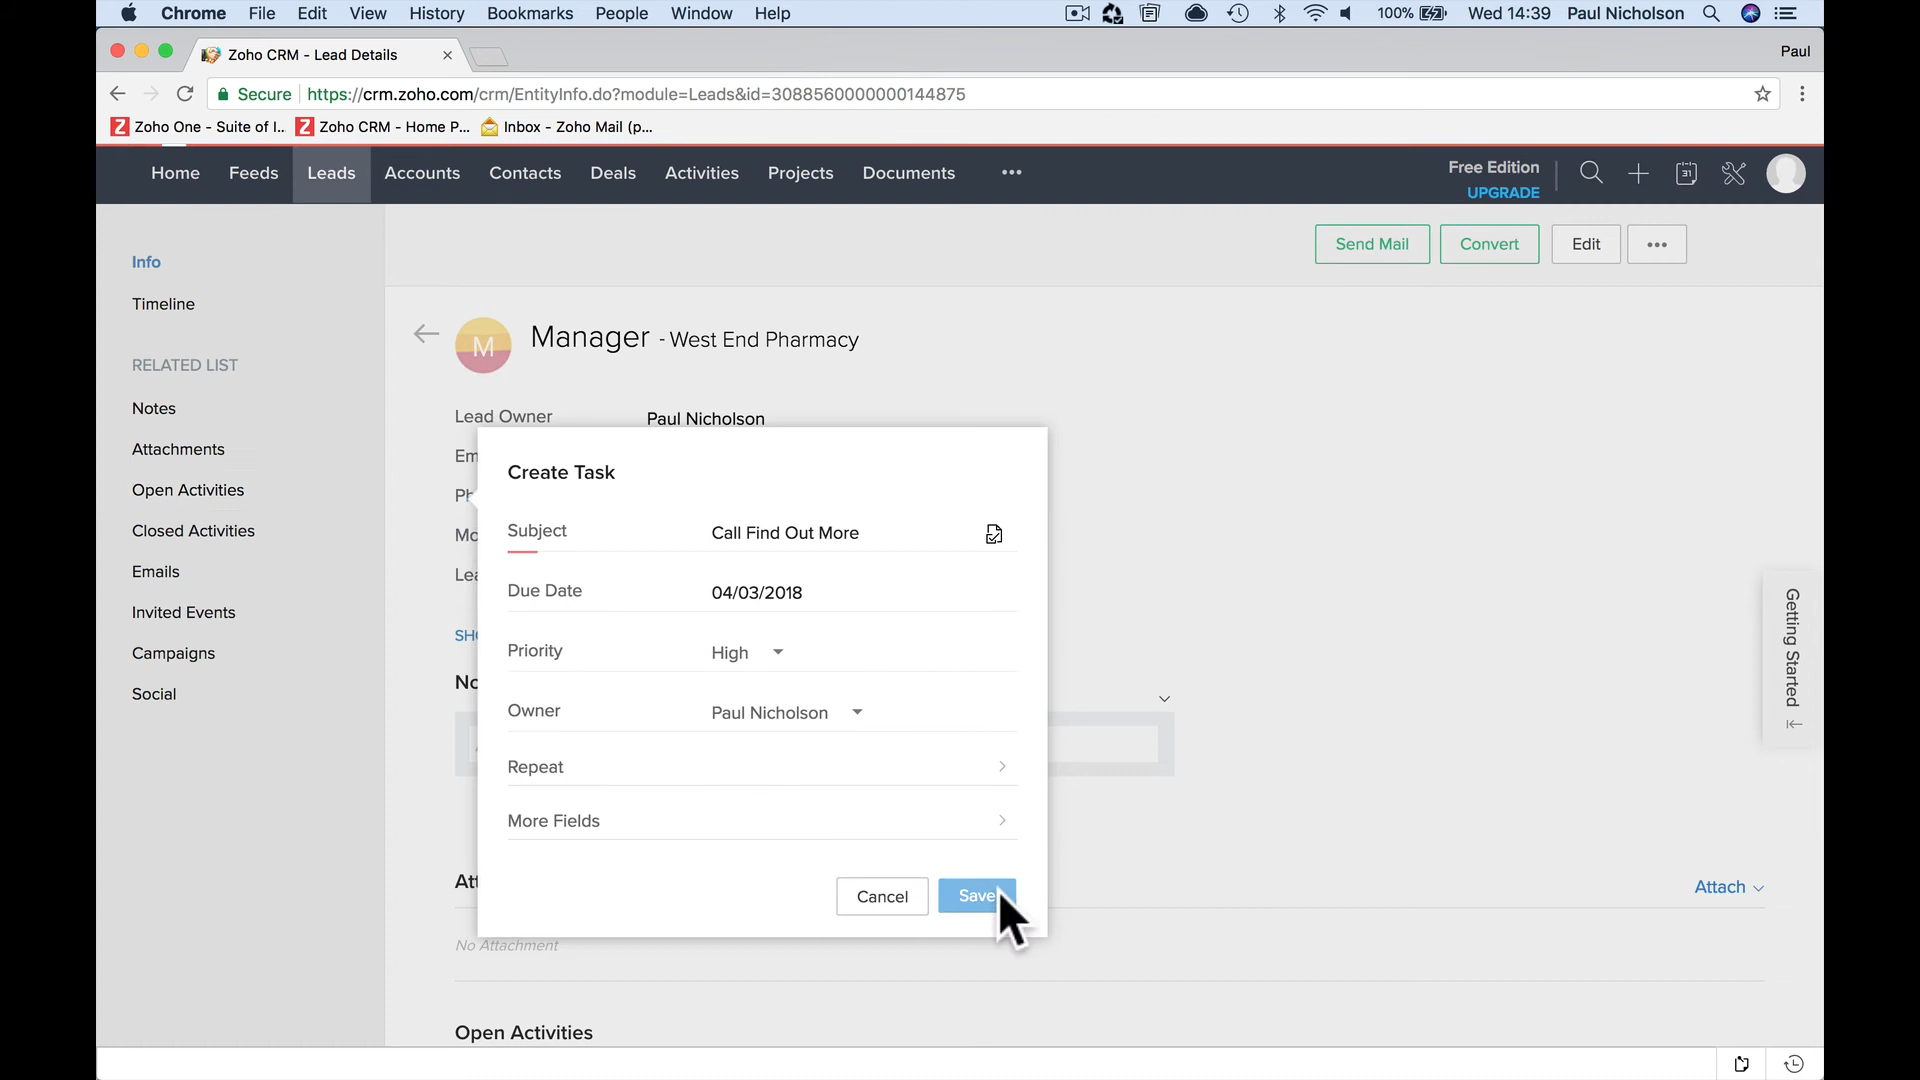 Chrome File Edit View History Bookmarks People Window Help 100% Wed 14:39 Paul Nicholson
Zoho CRM - Lead Details Paul
Secure https://crm.zoho.com/crm/EntityInfo.do?module=Leads&id=3088560000000144875
Zoho One - Suite of I... Zoho CRM - Home P... Inbox - Zoho Mail (p...
Home Feeds Leads Accounts Contacts Deals Activities Projects Documents ••• Free Edition
UPGRADE
31
Send Mail Convert Edit •••
Info
Timeline
RELATED LIST
Notes
Attachments
Open Activities
Closed Activities
Emails
Invited Events
Campaigns
Social
M Manager - West End Pharmacy
Lead Owner Paul Nicholson
Em
Ph
Mo
Lea
SHO
No
Create Task
Subject Call Find Out More
Due Date 04/03/2018
Priority High
Owner Paul Nicholson
Repeat
More Fields
Cancel Save
Att
Attach
No Attachment
Open Activities
Getting Started